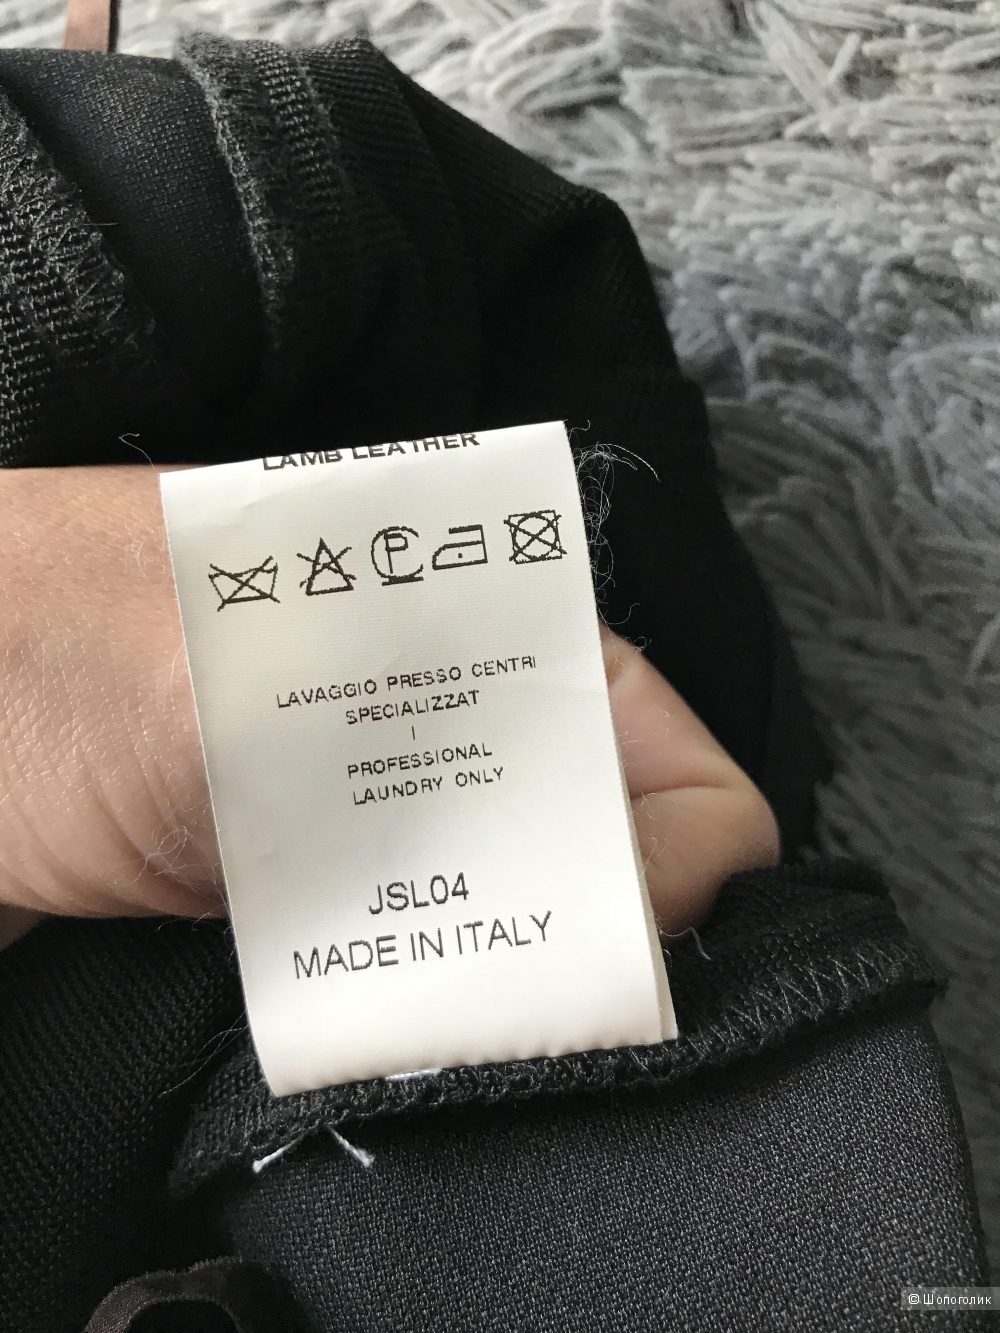 LAMB LEATHER
P
LAVAGGIO PRESSO CENTRI
SPECIALIZZAT
I
PROFESSIONAL
LAUNDRY ONLY
JSL04
MADE IN ITALY
© Шопоголик